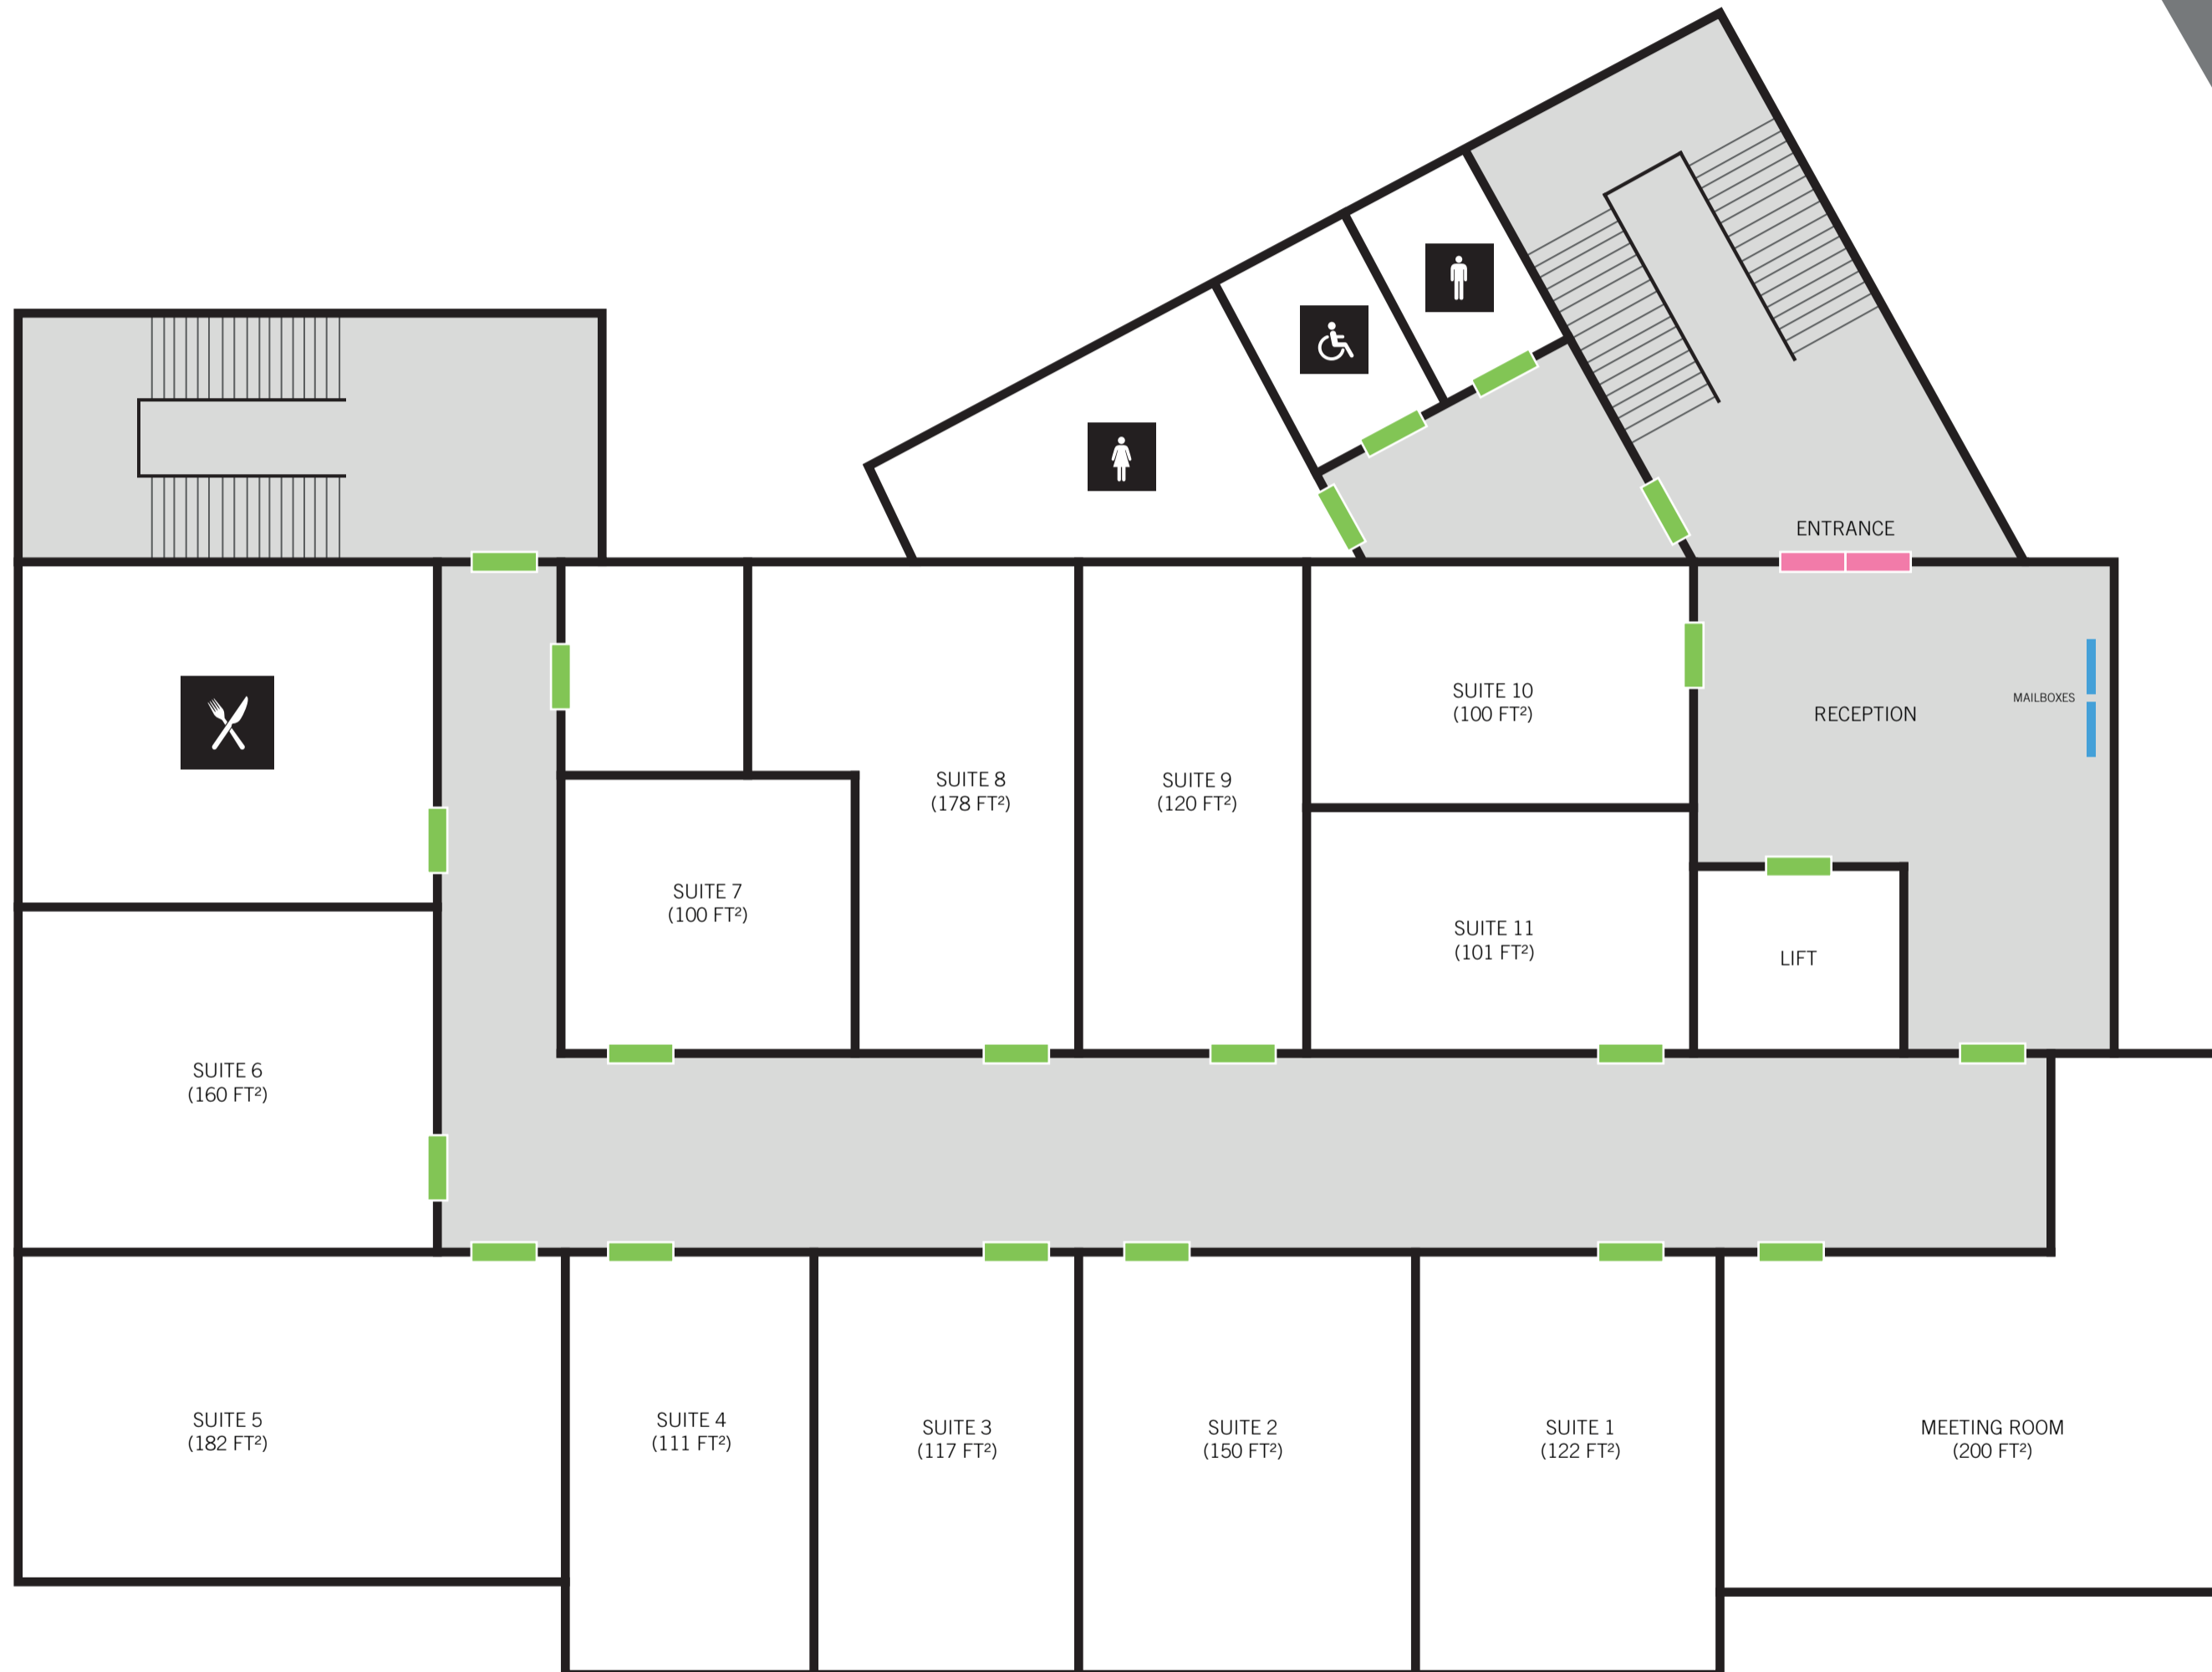 ENTRANCE
SUITE 10
(100 FT²)
RECEPTION
MAILBOXES
SUITE 8
(178 FT²)
SUITE 9
(120 FT²)
SUITE 7
(100 FT²)
SUITE 11
(101 FT²)
LIFT
SUITE 6
(160 FT²)
SUITE 5
(182 FT²)
SUITE 4
(111 FT²)
SUITE 3
(117 FT²)
SUITE 2
(150 FT²)
SUITE 1
(122 FT²)
MEETING ROOM
(200 FT²)